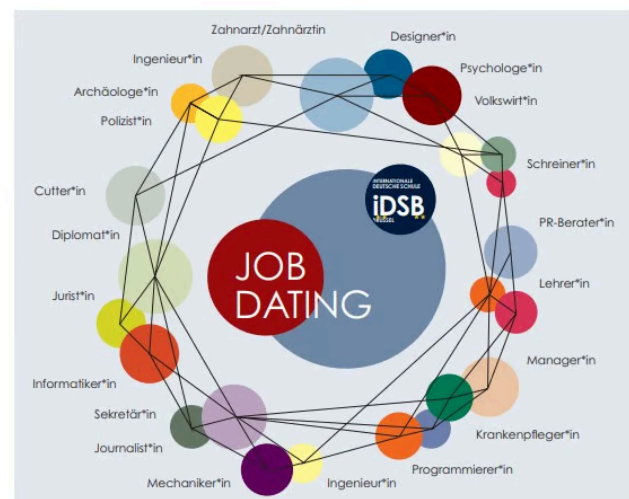 Zahnarzt/Zahnärztin
Designer*in
Ingenieur*in
Psychologe*in
Archäologe*in
Volkswirt*in
Polizist*in
Schreiner*in
INTERNATIONALE
DEUTSCHE SCHULE
iDSB
Cutter*in
PR-Berater*in
Diplomat*in
JOB
DATING
Lehrer*in
Jurist*in
Manager*in
Informatiker*in
Sekretär*in
Krankenpfleger*in
Journalist*in
Programmierer*in
Mechaniker*in
Ingenieur*in